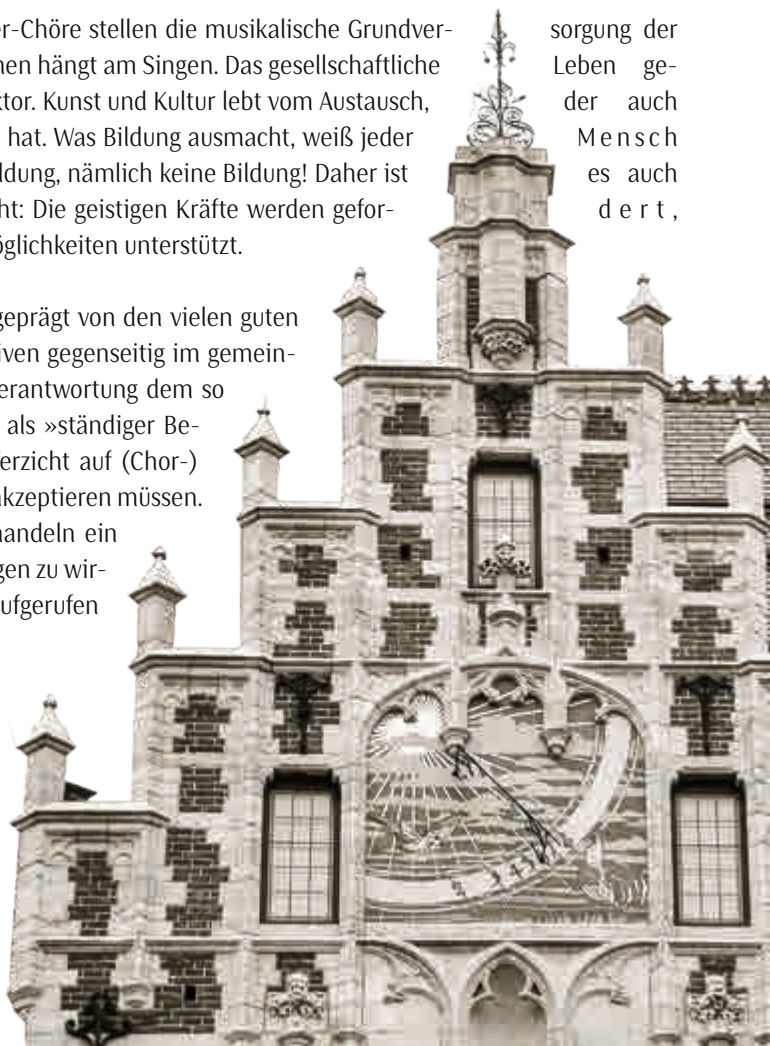 er-Chöre stellen die musikalische Grundver- sorgung der
nen hängt am Singen. Das gesellschaftliche Leben ge-
ktor. Kunst und Kultur lebt vom Austausch, der auch
hat. Was Bildung ausmacht, weiß jeder Mensch
ldung, nämlich keine Bildung! Daher ist es auch
ht: Die geistigen Kräfte werden gefor- dert,
öglichkeiten unterstützt.
geprägt von den vielen guten
iven gegenseitig im gemein-
erantwortung dem so
als »ständiger Be-
erzicht auf (Chor-)
akzeptieren müssen.
handeln ein
gen zu wir-
ufgerufen